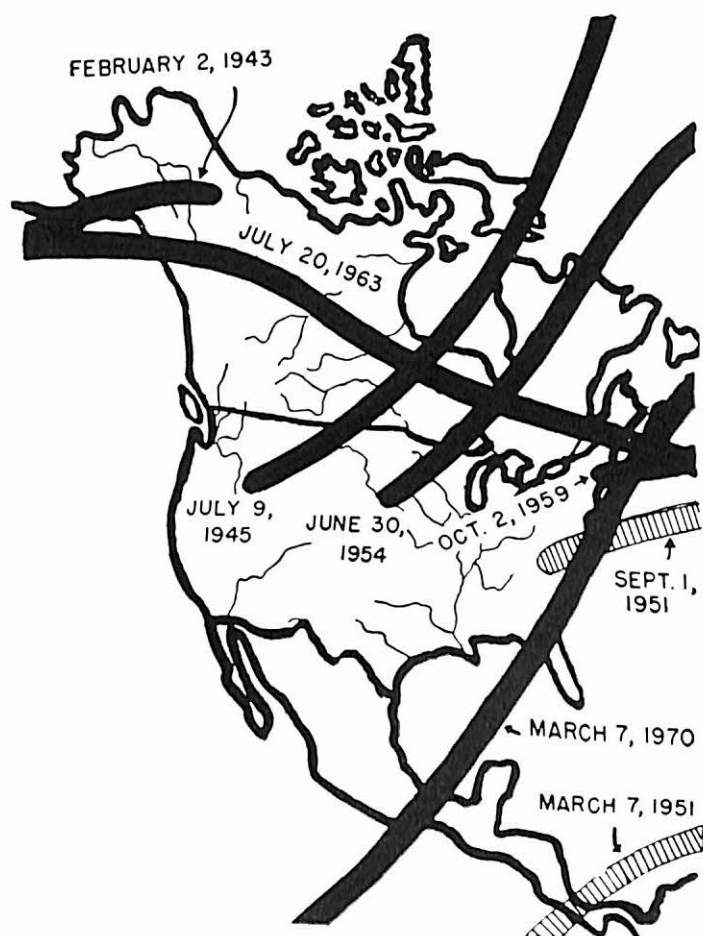 FEBRUARY 2, 1943
JULY 20, 1963
JULY 9,
1945
JUNE 30,
1954
OCT. 2, 1959
SEPT. 1,
1951
MARCH 7, 1970
MARCH 7, 1951